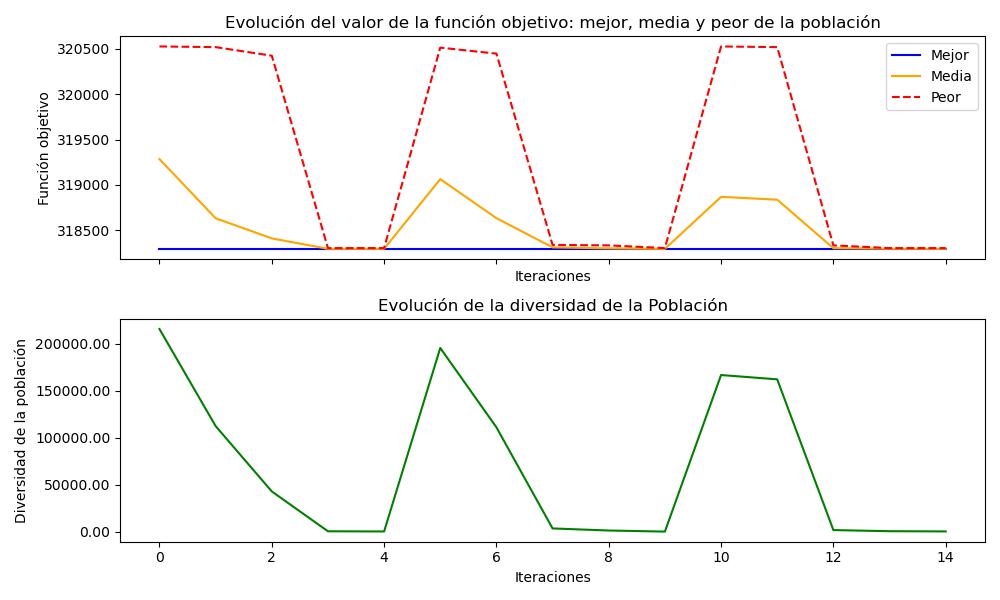 Evolución del valor de la función objetivo: mejor, media y peor de la población
320500
320000
319500
319000
318500
Función objetivo
Mejor
Media
Peor
Iteraciones
Evolución de la diversidad de la Población
200000.00
150000.00
100000.00
50000.00
0.00
Diversidad de la población
0 2 4 6 8 10 12 14
Iteraciones